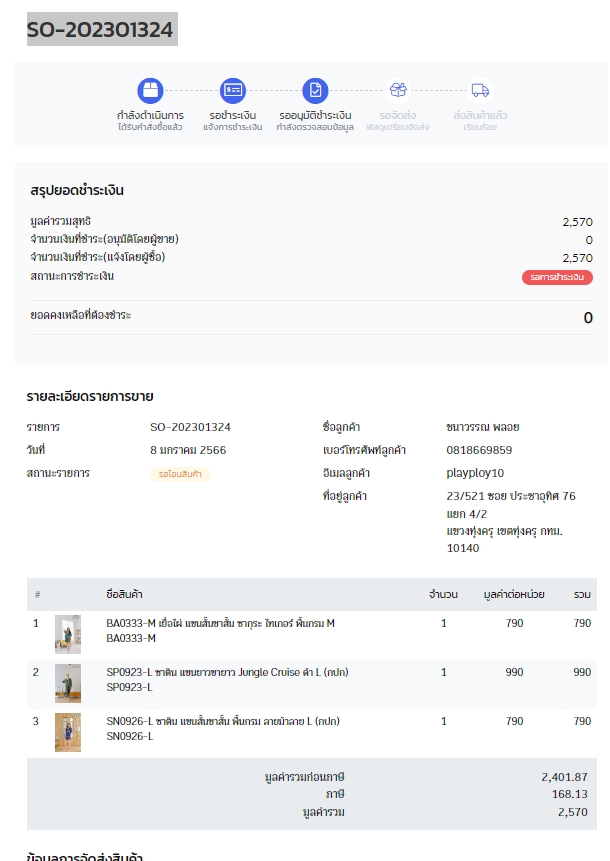 SO-202301324
กำลังดำเนินการ
ได้รับคำสั่งซื้อแล้ว
รอชำระเงิน
แจ้งการชำระเงิน
รออนุมัติชำระเงิน
กำลังตรวจสอบข้อมูล
รอจัดส่ง
พัสดุเตรียมจัดส่ง
ส่งสินค้าแล้ว
เรียบร้อย
สรุปยอดชำระเงิน
มูลค่ารวมสุทธิ 2,570
จำนวนเงินที่ชำระ(อนุมัติโดยผู้ขาย) 0
จำนวนเงินที่ชำระ(แจ้งโดยผู้ซื้อ) 2,570
สถานะการชำระเงิน รอการชำระเงิน
ยอดคงเหลือที่ต้องชำระ 0
รายละเอียดรายการขาย
รายการ SO-202301324
วันที่ 8 มกราคม 2566
สถานะรายการ รอโอนสินค้า
ชื่อลูกค้า ชนาวรรณ พลอย
เบอร์โทรศัพท์ลูกค้า 0818669859
อีเมลลูกค้า playploy10
ที่อยู่ลูกค้า 23/521 ซอย ประชาอุทิศ 76
แยก 4/2
แขวงทุ่งครุ เขตทุ่งครุ กทม.
10140
# ชื่อสินค้า จำนวน มูลค่าต่อหน่วย รวม
1 BA0333-M เยื่อไผ่ แขนสั้นขาสั้น ซากุระ ไทเกอร์ พื้นกรม M 1 790 790
BA0333-M
2 SP0923-L ซาติน แขนยาวขายาว Jungle Cruise ดำ L (กปก) 1 990 990
SP0923-L
3 SN0926-L ซาติน แขนสั้นขาสั้น พื้นกรม ลายม้าลาย L (กปก) 1 790 790
SN0926-L
มูลค่ารวมก่อนภาษี 2,401.87
ภาษี 168.13
มูลค่ารวม 2,570
ข้อมูลการจัดส่งสินค้า